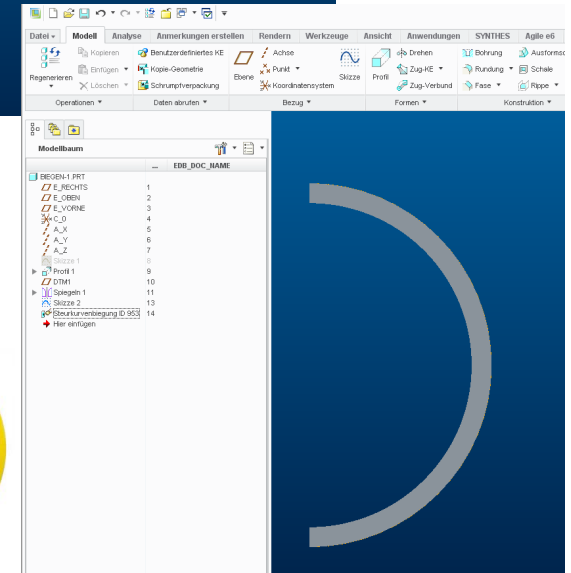 Datei Modell Analyse Anmerkungen erstellen Rendern Werkzeuge Ansicht Anwendungen SYNTHES Agile e6
Regenerieren
Kopieren
Einfügen
Löschen
Benutzerdefiniertes KE
Kopie-Geometrie
Schrumpfverpackung
Ebene
Achse
Punkt
Koordinatensystem
Skizze
Profil
Drehen
Zug-KE
Zug-Verbund
Bohrung
Rundung
Fase
Schale
Rippe
Operationen Daten abrufen Bezug Formen
Modellbaum
... EDB_DOC_NAME
BIEGEN-1.PRT
E_RECHTS 1
E_OBEN 2
E_VORNE 3
C_0 4
A_X 5
A_Y 6
A_Z 7
Skizze 1 8
Profil 1 9
DTM1 10
Spiegeln 1 11
Skizze 2 13
Steurkurvenbiegung ID 953 14
Hier einfügen